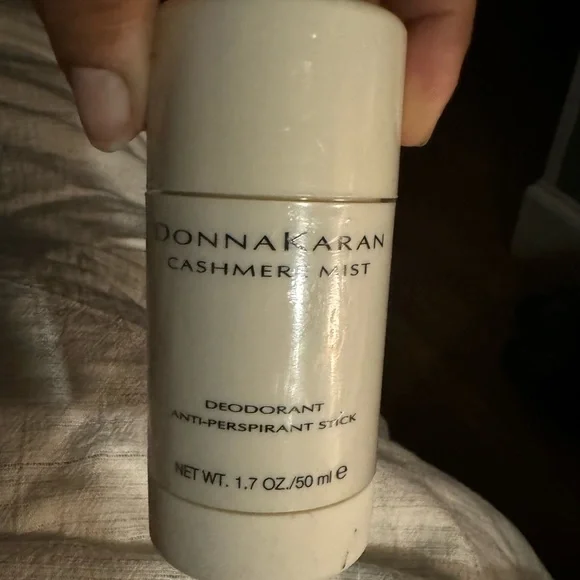 DONNAKARAN
CASHMERE MIST
DEODORANT
ANTI-PERSPIRANT STICK
NET WT. 1.7 OZ./50 ml ℮